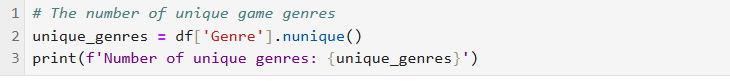 1 # The number of unique game genres
2 unique_genres = df['Genre'].nunique()
3 print(f'Number of unique genres: {unique_genres}')